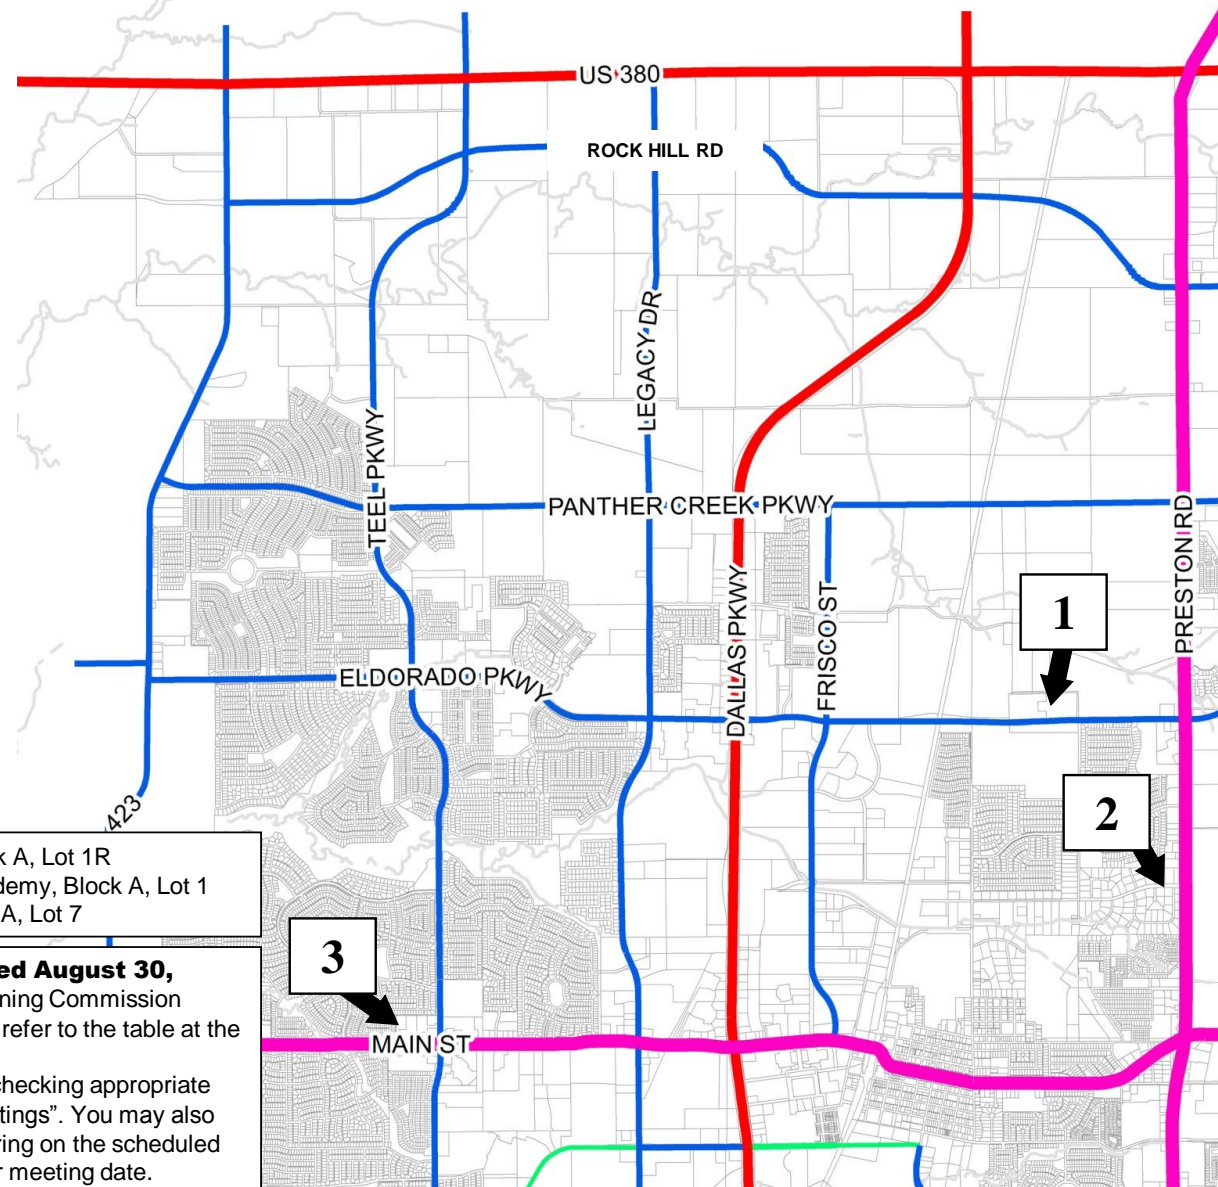 US 380
ROCK HILL RD
LEGACY DR
TEEL PKWY
PANTHER CREEK PKWY
PRESTON RD
1
DALLAS PKWY
FRISCO ST
ELDORADO PKWY
2
423
k A, Lot 1R
demy, Block A, Lot 1
A, Lot 7
3
ed August 30,
ning Commission
refer to the table at the
MAIN ST
checking appropriate
tings”. You may also
ring on the scheduled
r meeting date.